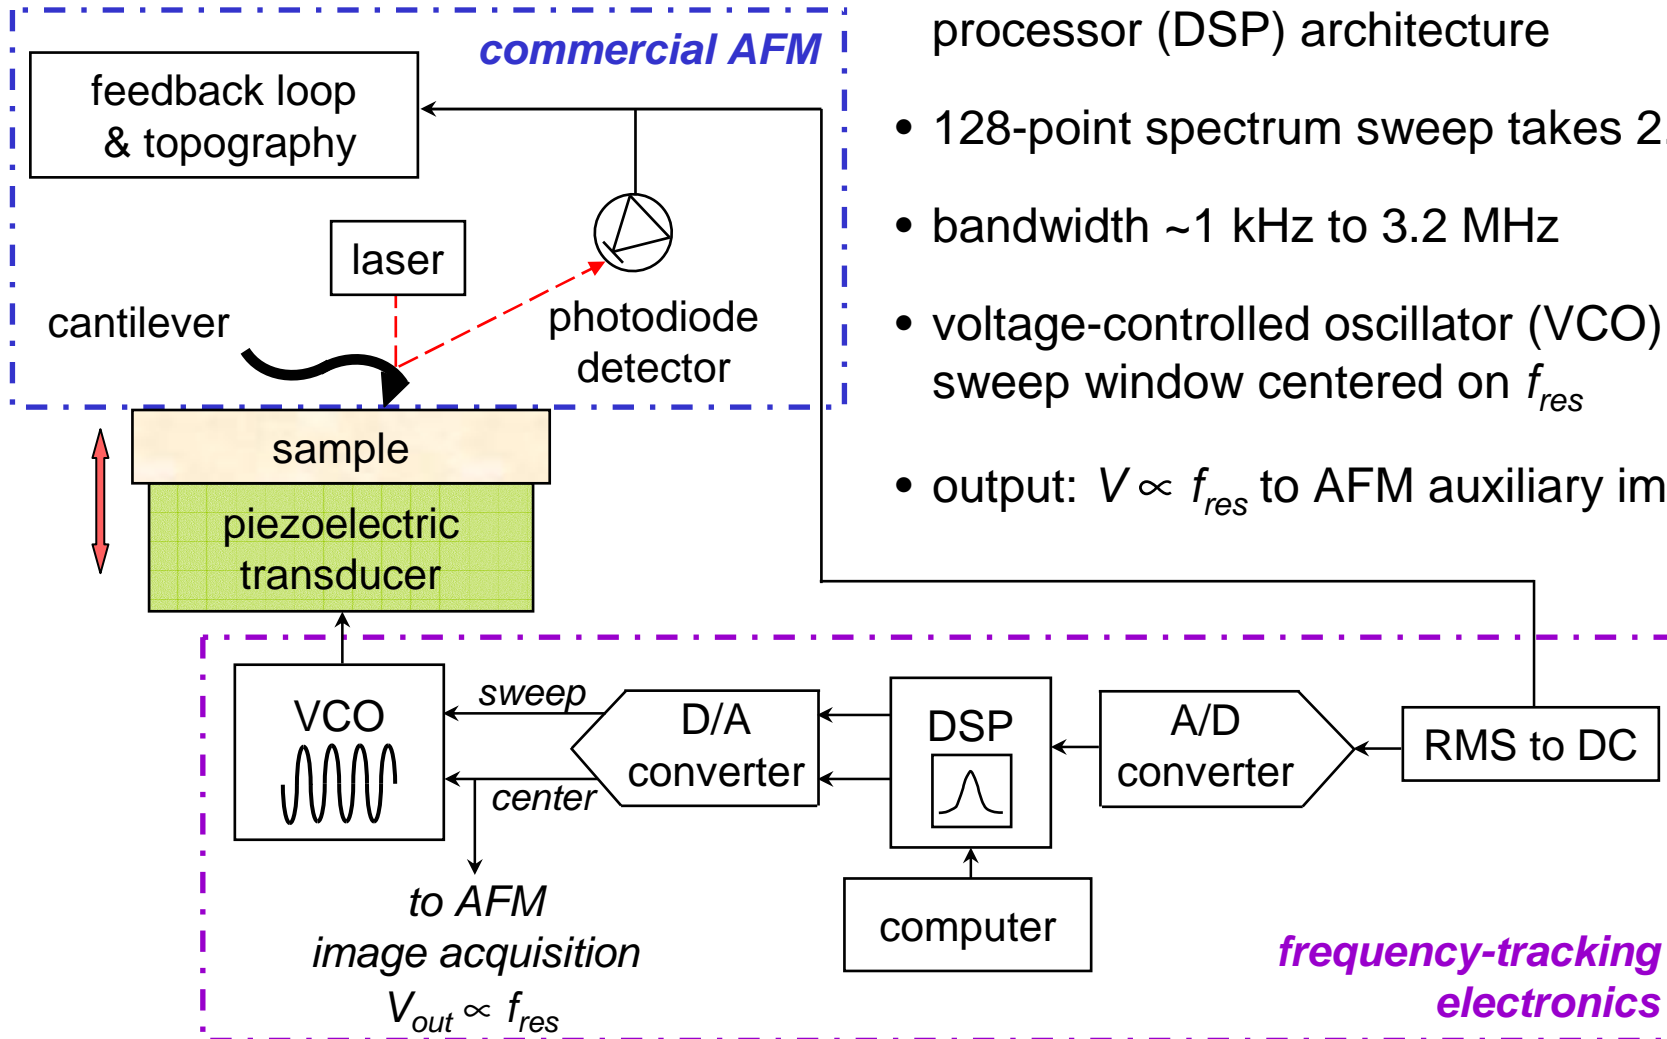 commercial AFM
feedback loop
& topography
laser
cantilever
photodiode
detector
sample
piezoelectric
transducer
processor (DSP) architecture
• 128-point spectrum sweep takes
• bandwidth ~1 kHz to 3.2 MHz
• voltage-controlled oscillator (VCO)
sweep window centered on fres
• output: V ∝ fres to AFM auxiliary
VCO
sweep
center
D/A
converter
DSP
A/D
converter
RMS to DC
computer
to AFM
image acquisition
Vout ∝ fres
frequency-tracking
electronics